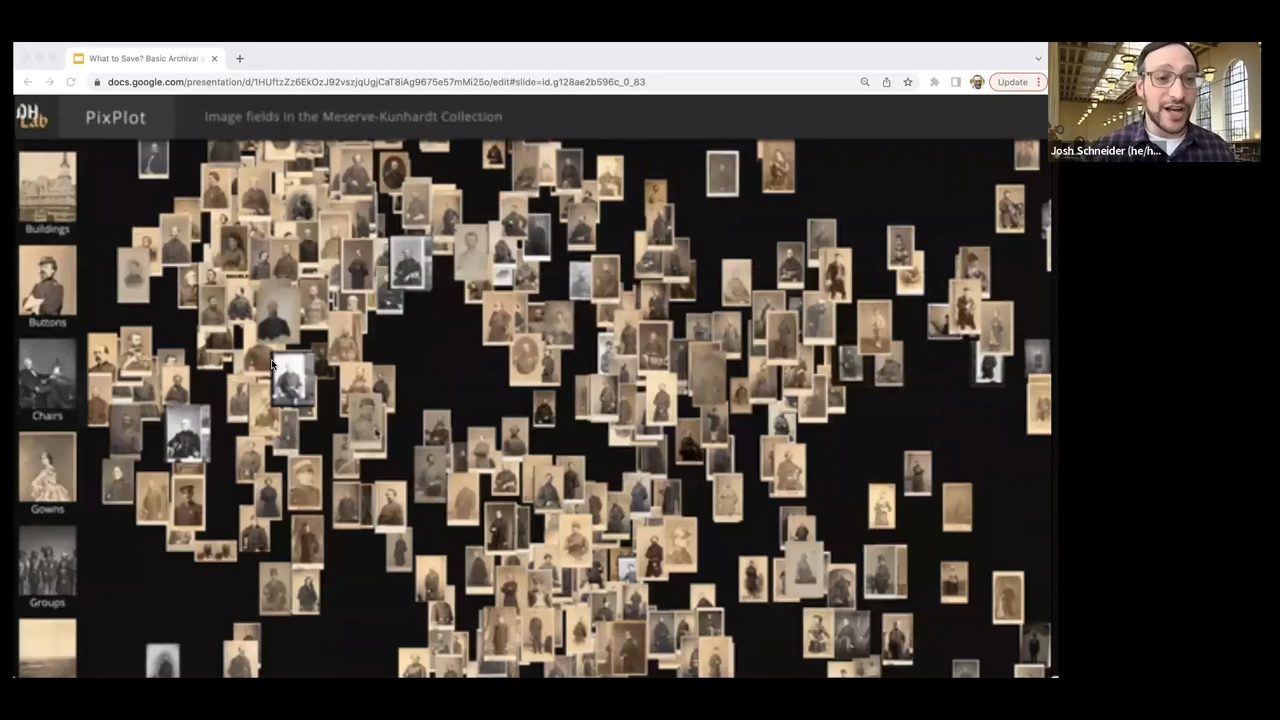 What to Save? Basic Archival
docs.google.com/presentation/d/1HUftzZz6EkOzJ92vszjqUgjCaT8iAg9675e57mMi25o/edit#slide=id.g128ae2b596c_0_83
Update
DH Lab
PixPlot
Image fields in the Meserve-Kunhardt Collection
Josh Schneider (he/h...
Buildings
Buttons
Chairs
Gowns
Groups